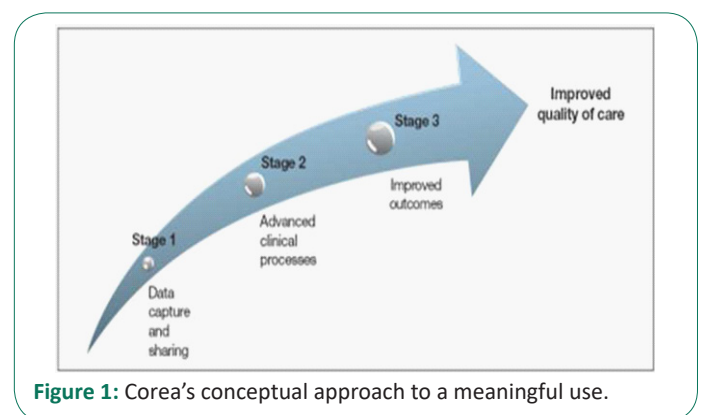 Improved
quality of care
Stage 3
Improved
outcomes
Stage 2
Advanced
clinical
processes
Stage 1
Data
capture
and
sharing
Figure 1: Corea’s conceptual approach to a meaningful use.